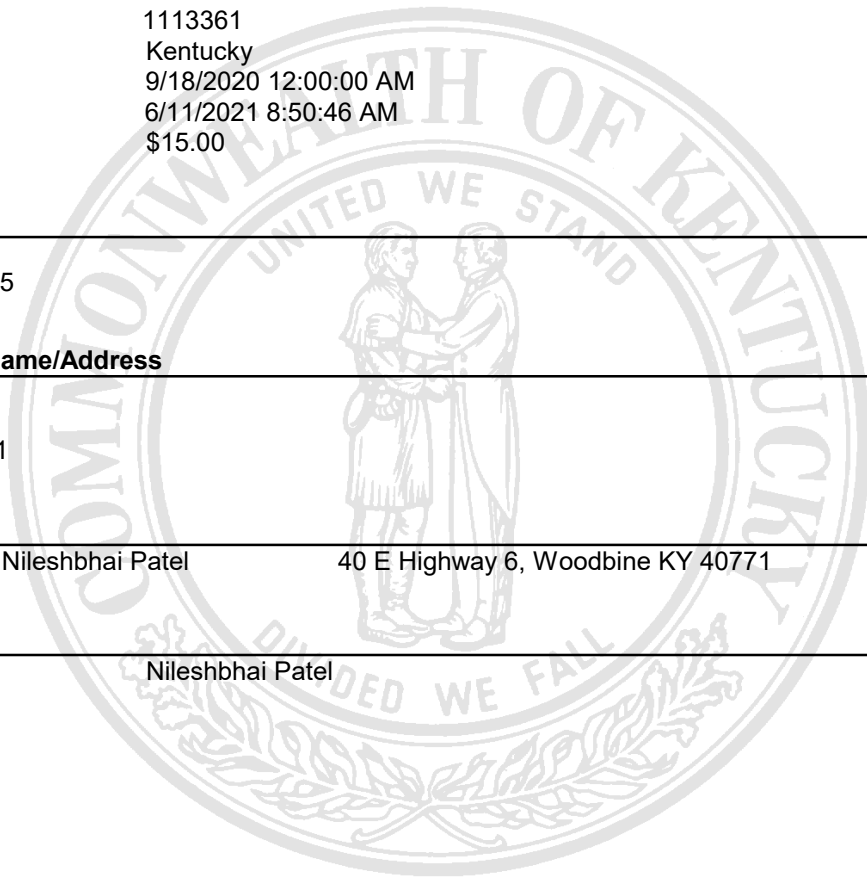 1113361
Kentucky
9/18/2020 12:00:00 AM
6/11/2021 8:50:46 AM
$15.00
5
ame/Address
1
Nileshbhai Patel 40 E Highway 6, Woodbine KY 40771
Nileshbhai Patel
COMMONWEALTH OF KENTUCKY
UNITED WE STAND
DIVIDED WE FALL